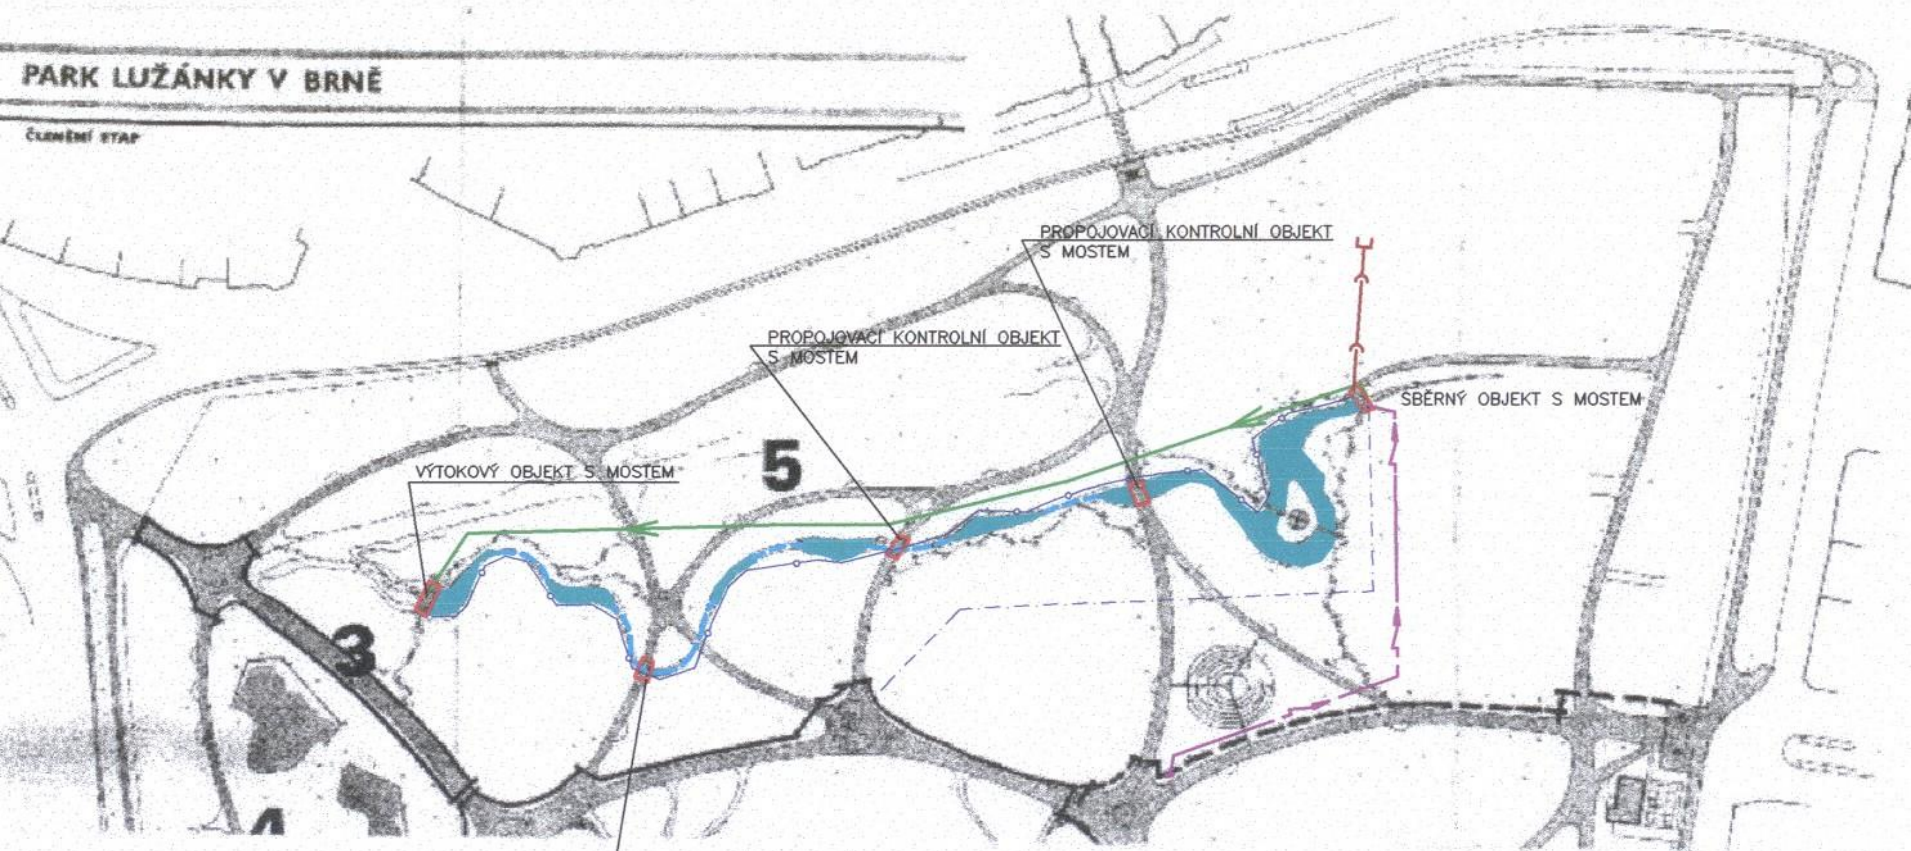 PARK LUŽÁNKY V BRNĚ
ČLENĚNÍ ETAP
PROPOJOVACÍ KONTROLNÍ OBJEKT
S MOSTEM
PROPOJOVACÍ KONTROLNÍ OBJEKT
S MOSTEM
SBĚRNÝ OBJEKT S MOSTEM
5
VÝTOKOVÝ OBJEKT S MOSTEM
3
4